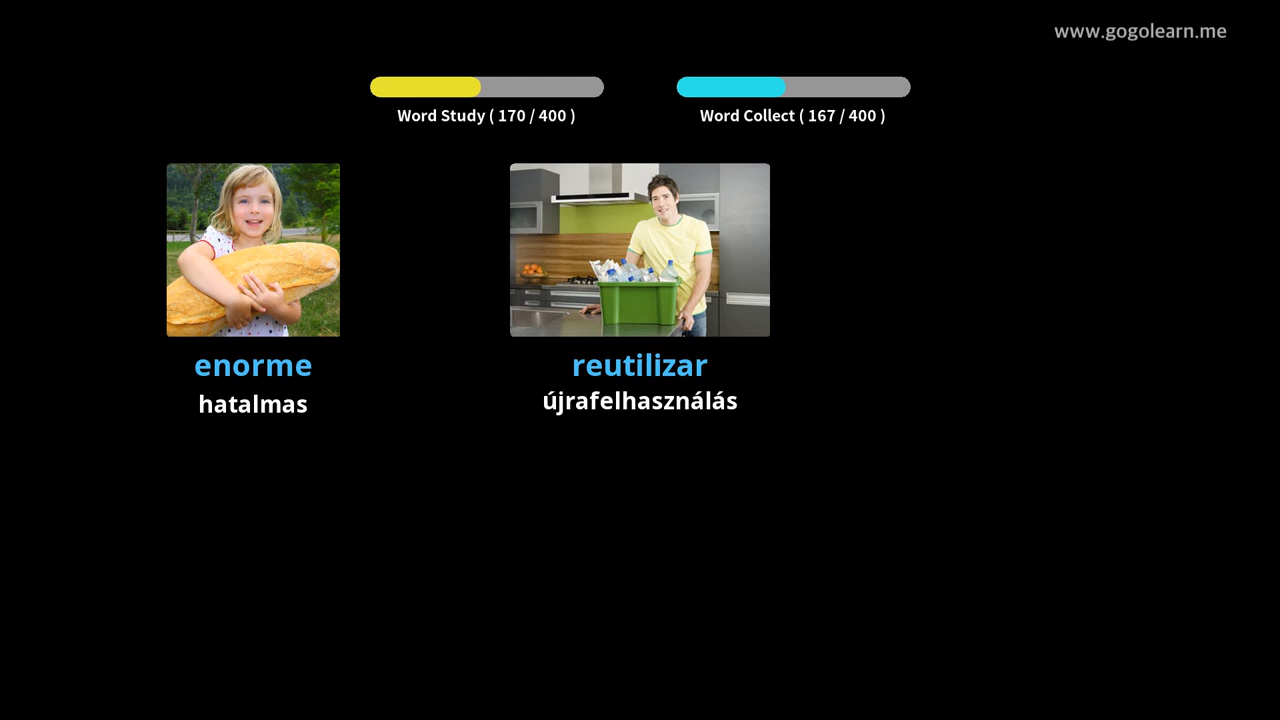 www.gogolearn.me
Word Study ( 170 / 400 )
Word Collect ( 167 / 400 )
enorme
hatalmas
reutilizar
újrafelhasználás